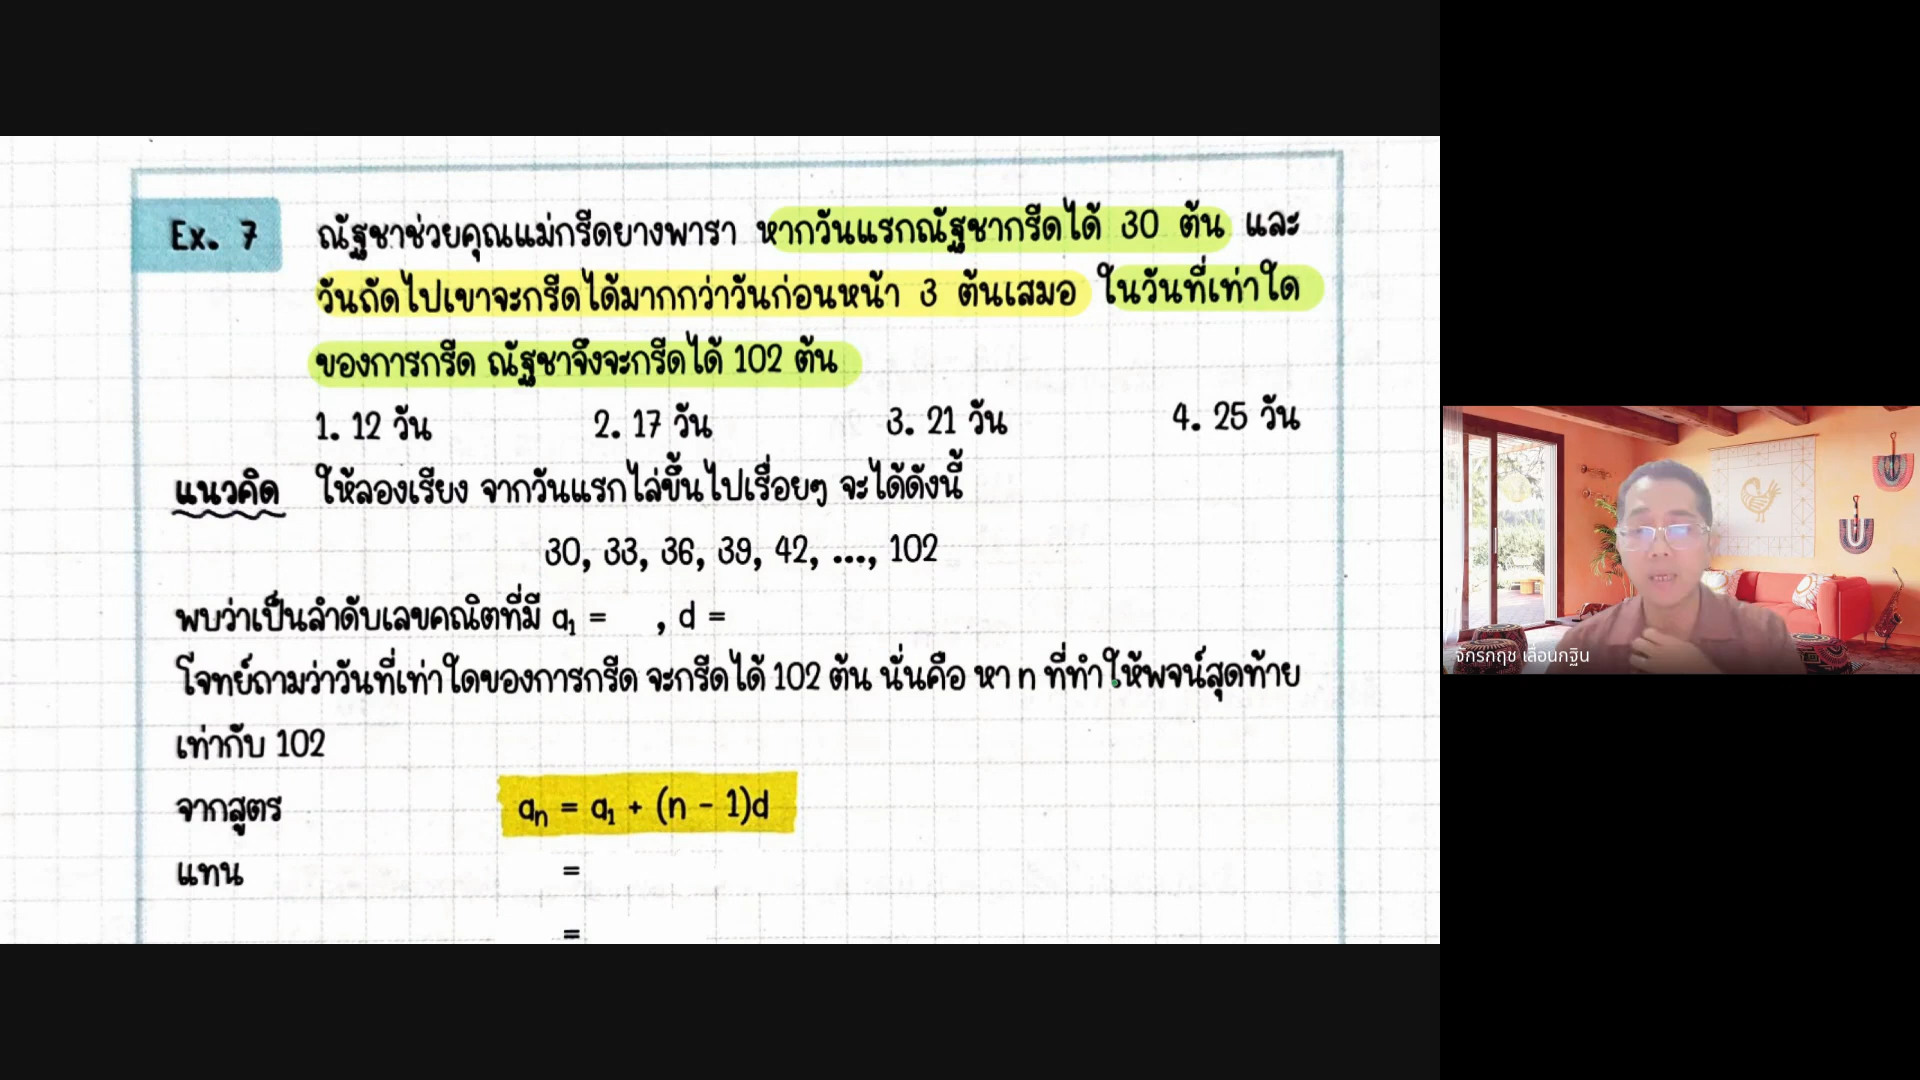 Ex. 7 ณัฐชาช่วยคุณแม่กรีดยางพารา หากวันแรกณัฐชากรีดได้ 30 ต้น และ
วันถัดไปเขาจะกรีดได้มากกว่าวันก่อนหน้า 3 ต้นเสมอ ในวันที่เท่าใด
ของการกรีด ณัฐชาจึงจะกรีดได้ 102 ต้น
1. 12 วัน 2. 17 วัน 3. 21 วัน 4. 25 วัน
แนวคิด ให้ลองเรียง จากวันแรกไล่ขึ้นไปเรื่อยๆ จะได้ดังนี้
30, 33, 36, 39, 42, ..., 102
พบว่าเป็นลำดับเลขคณิตที่มี a₁ = , d =
โจทย์ถามว่าวันที่เท่าใดของการกรีด จะกรีดได้ 102 ต้น นั่นคือ หา n ที่ทำให้พจน์สุดท้าย
เท่ากับ 102
จากสูตร aₙ = a₁ + (n - 1)d
แทน =
=
จักรกฤช เลื่อนกฐิน